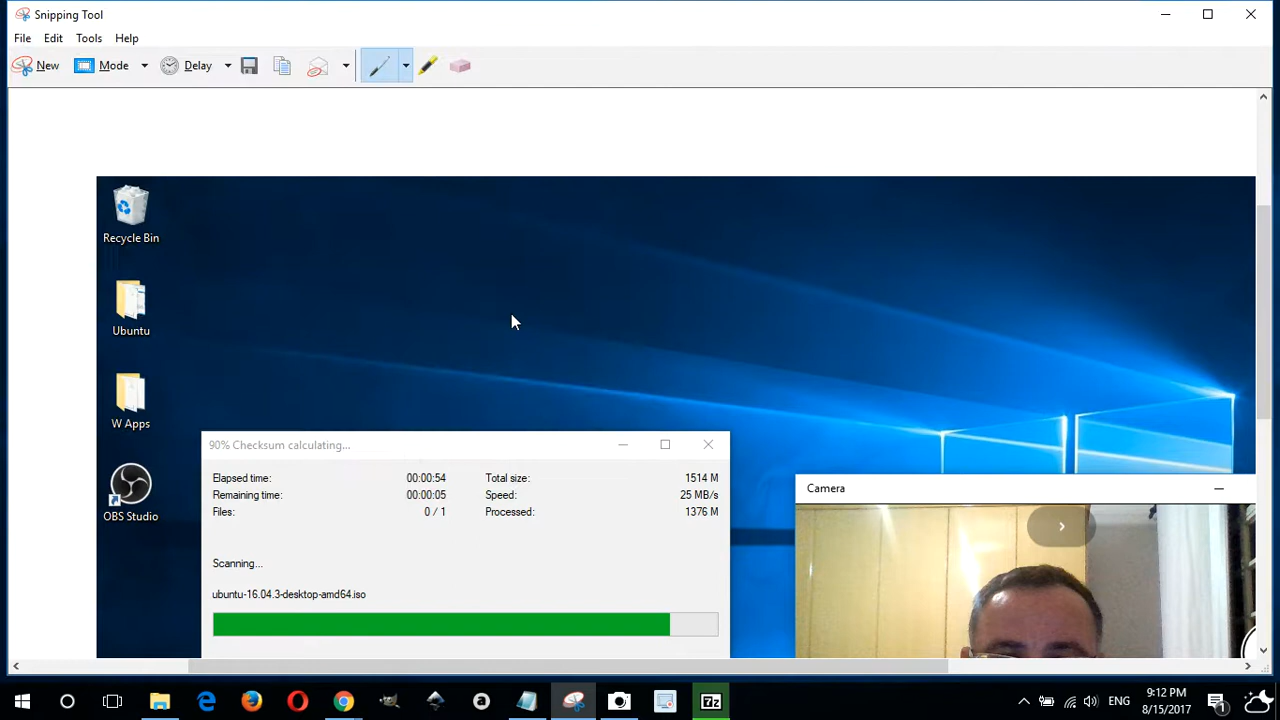 Snipping Tool
File Edit Tools Help
New Mode Delay
Recycle Bin
Ubuntu
W Apps
OBS Studio
90% Checksum calculating...
Elapsed time: 00:00:54 Total size: 1514 M
Remaining time: 00:00:05 Speed: 25 MB/s
Files: 0 / 1 Processed: 1376 M
Scanning...
ubuntu-16.04.3-desktop-amd64.iso
Camera
7z
ENG
9:12 PM
8/15/2017
1